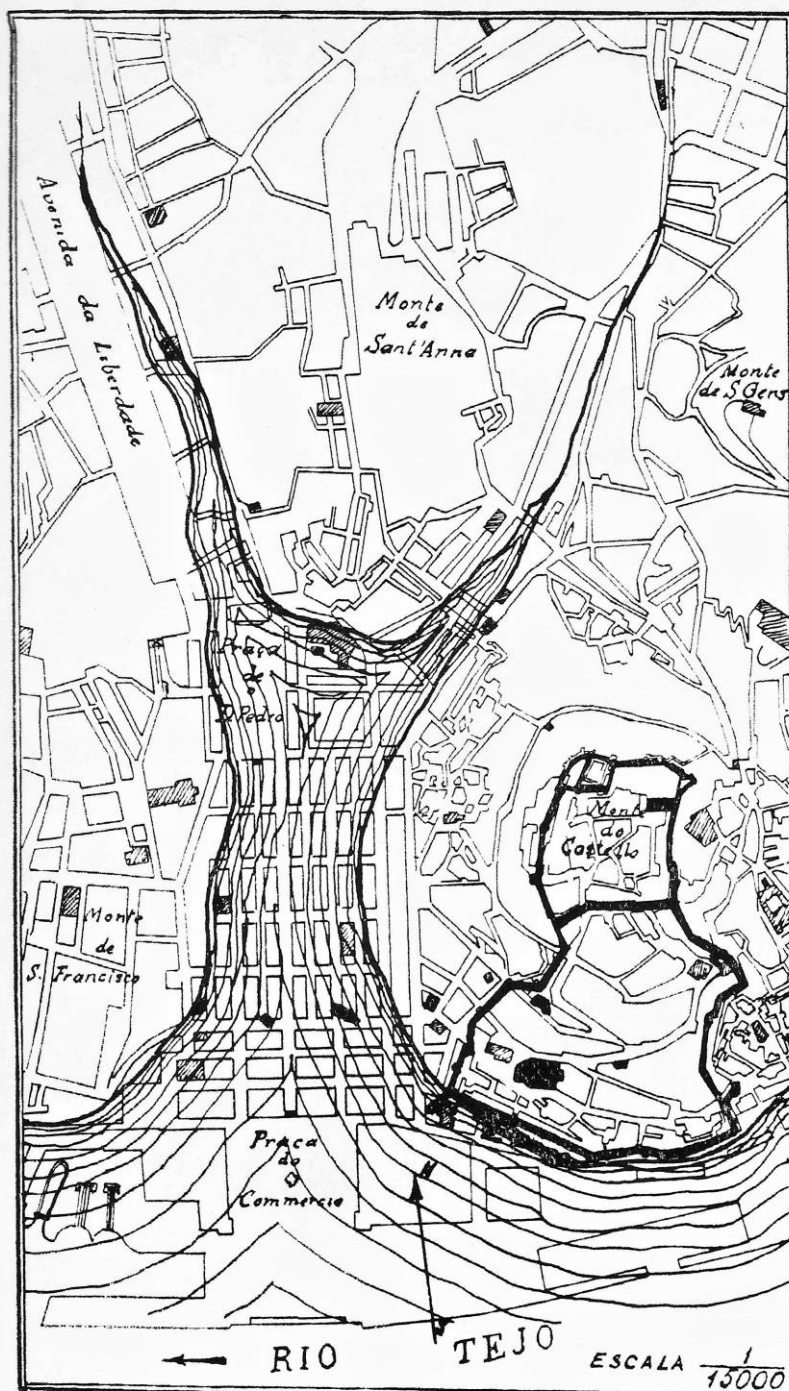 Avenida da Liberdade
Monte
de
Sant'Anna
Monte
de S. Gens
Praça
de
D. Pedro
Monte
do
Castello
Monte
de
S. Francisco
Praça
do
Commercio
N
RIO TEJO
ESCALA 1/15000